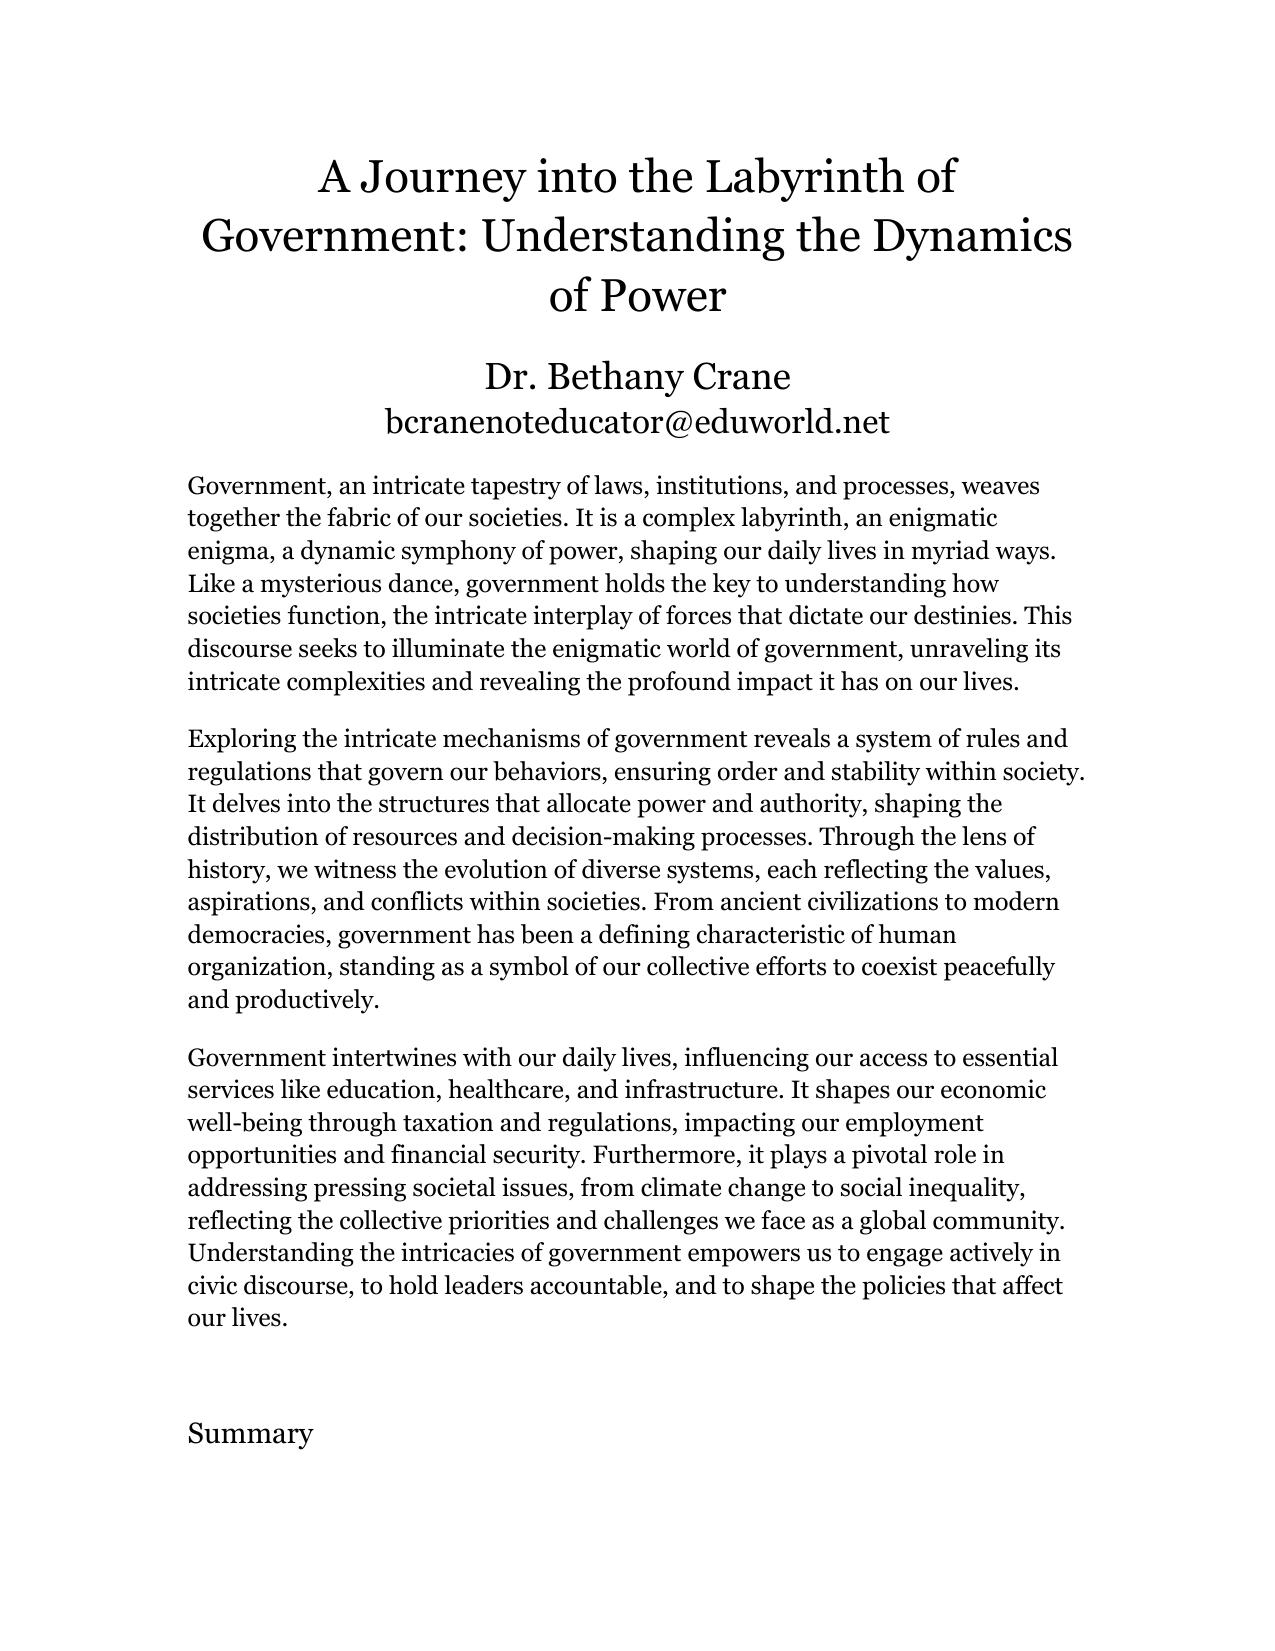 A Journey into the Labyrinth of
Government: Understanding the Dynamics
of Power
Dr. Bethany Crane
bcranenoteducator@eduworld.net
Government, an intricate tapestry of laws, institutions, and processes, weaves
together the fabric of our societies. It is a complex labyrinth, an enigmatic
enigma, a dynamic symphony of power, shaping our daily lives in myriad ways.
Like a mysterious dance, government holds the key to understanding how
societies function, the intricate interplay of forces that dictate our destinies. This
discourse seeks to illuminate the enigmatic world of government, unraveling its
intricate complexities and revealing the profound impact it has on our lives.
Exploring the intricate mechanisms of government reveals a system of rules and
regulations that govern our behaviors, ensuring order and stability within society.
It delves into the structures that allocate power and authority, shaping the
distribution of resources and decision-making processes. Through the lens of
history, we witness the evolution of diverse systems, each reflecting the values,
aspirations, and conflicts within societies. From ancient civilizations to modern
democracies, government has been a defining characteristic of human
organization, standing as a symbol of our collective efforts to coexist peacefully
and productively.
Government intertwines with our daily lives, influencing our access to essential
services like education, healthcare, and infrastructure. It shapes our economic
well-being through taxation and regulations, impacting our employment
opportunities and financial security. Furthermore, it plays a pivotal role in
addressing pressing societal issues, from climate change to social inequality,
reflecting the collective priorities and challenges we face as a global community.
Understanding the intricacies of government empowers us to engage actively in
civic discourse, to hold leaders accountable, and to shape the policies that affect
our lives.
Summary